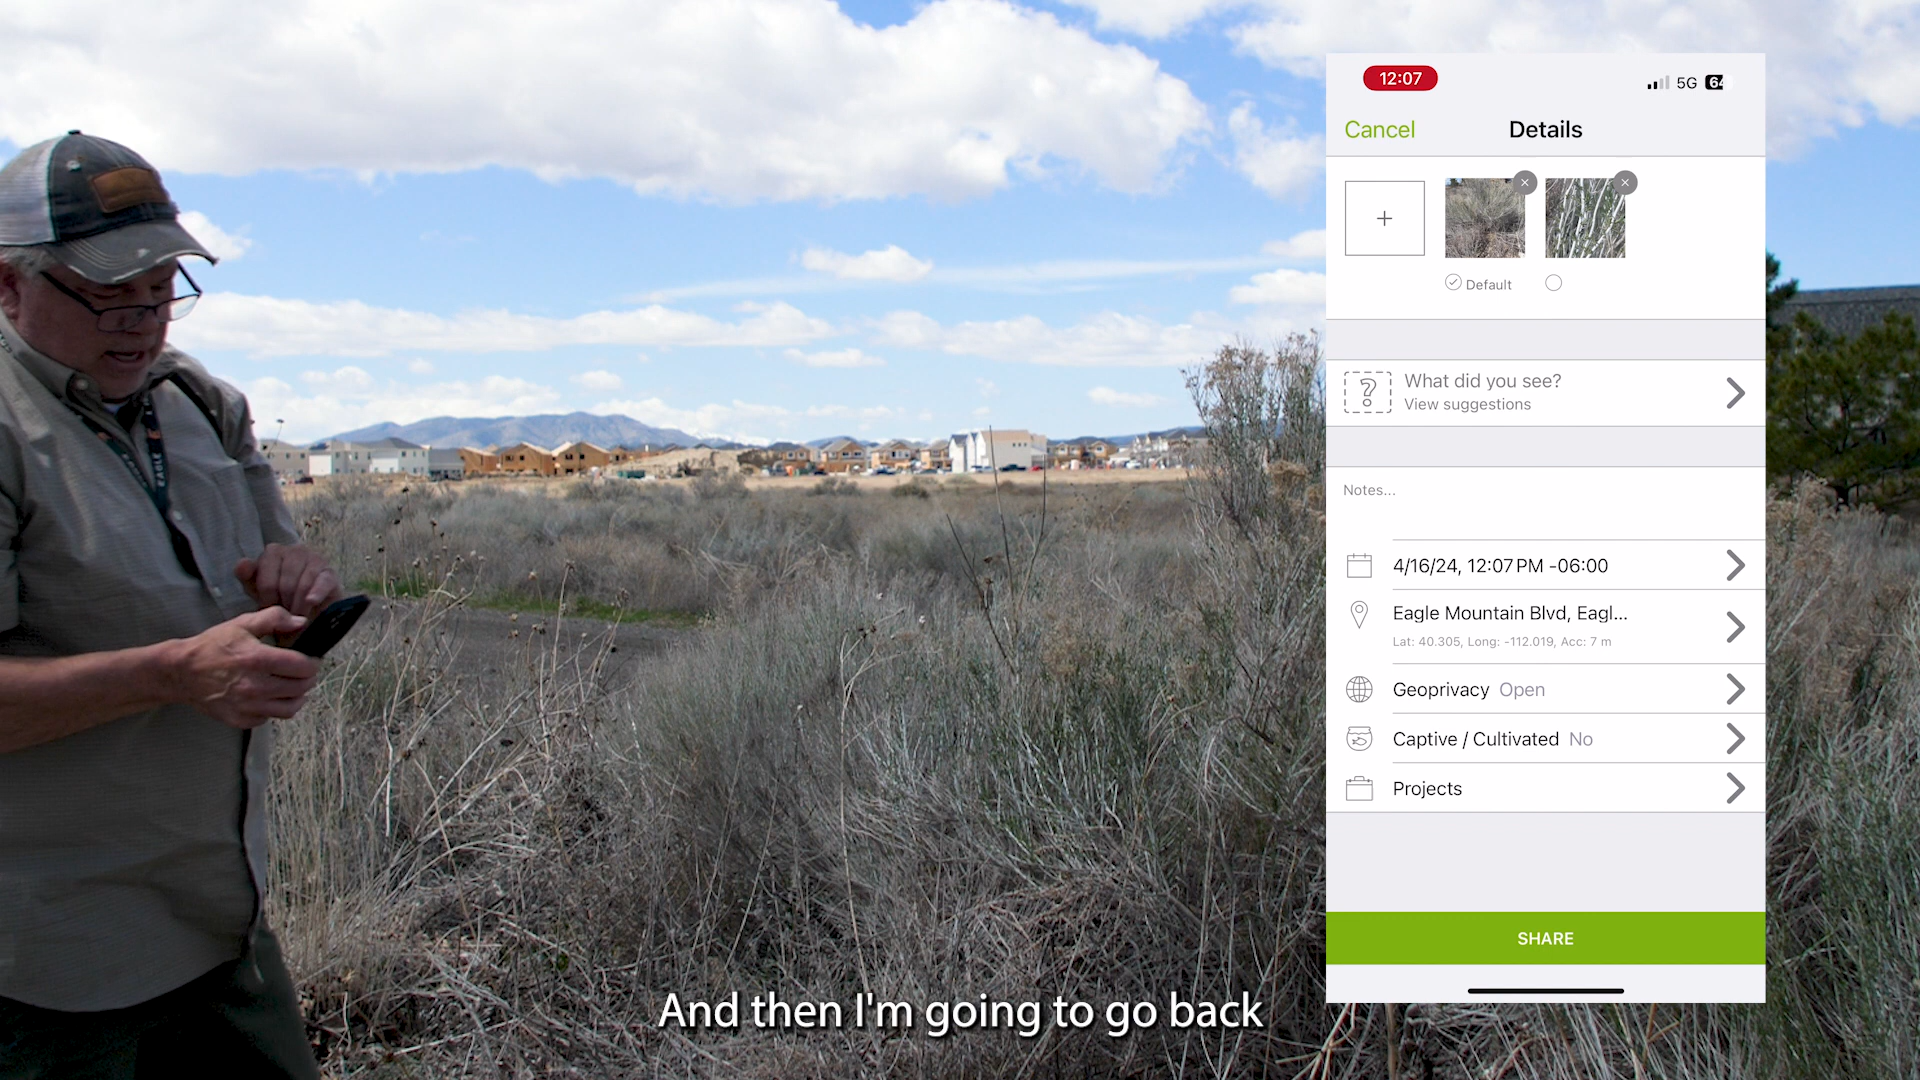 12:07
5G 64
Cancel Details
+
Default
?
What did you see?
View suggestions
Notes...
4/16/24, 12:07 PM -06:00
Eagle Mountain Blvd, Eagl...
Lat: 40.305, Long: -112.019, Acc: 7 m
Geoprivacy Open
Captive / Cultivated No
Projects
SHARE
EAGLE
And then I'm going to go back